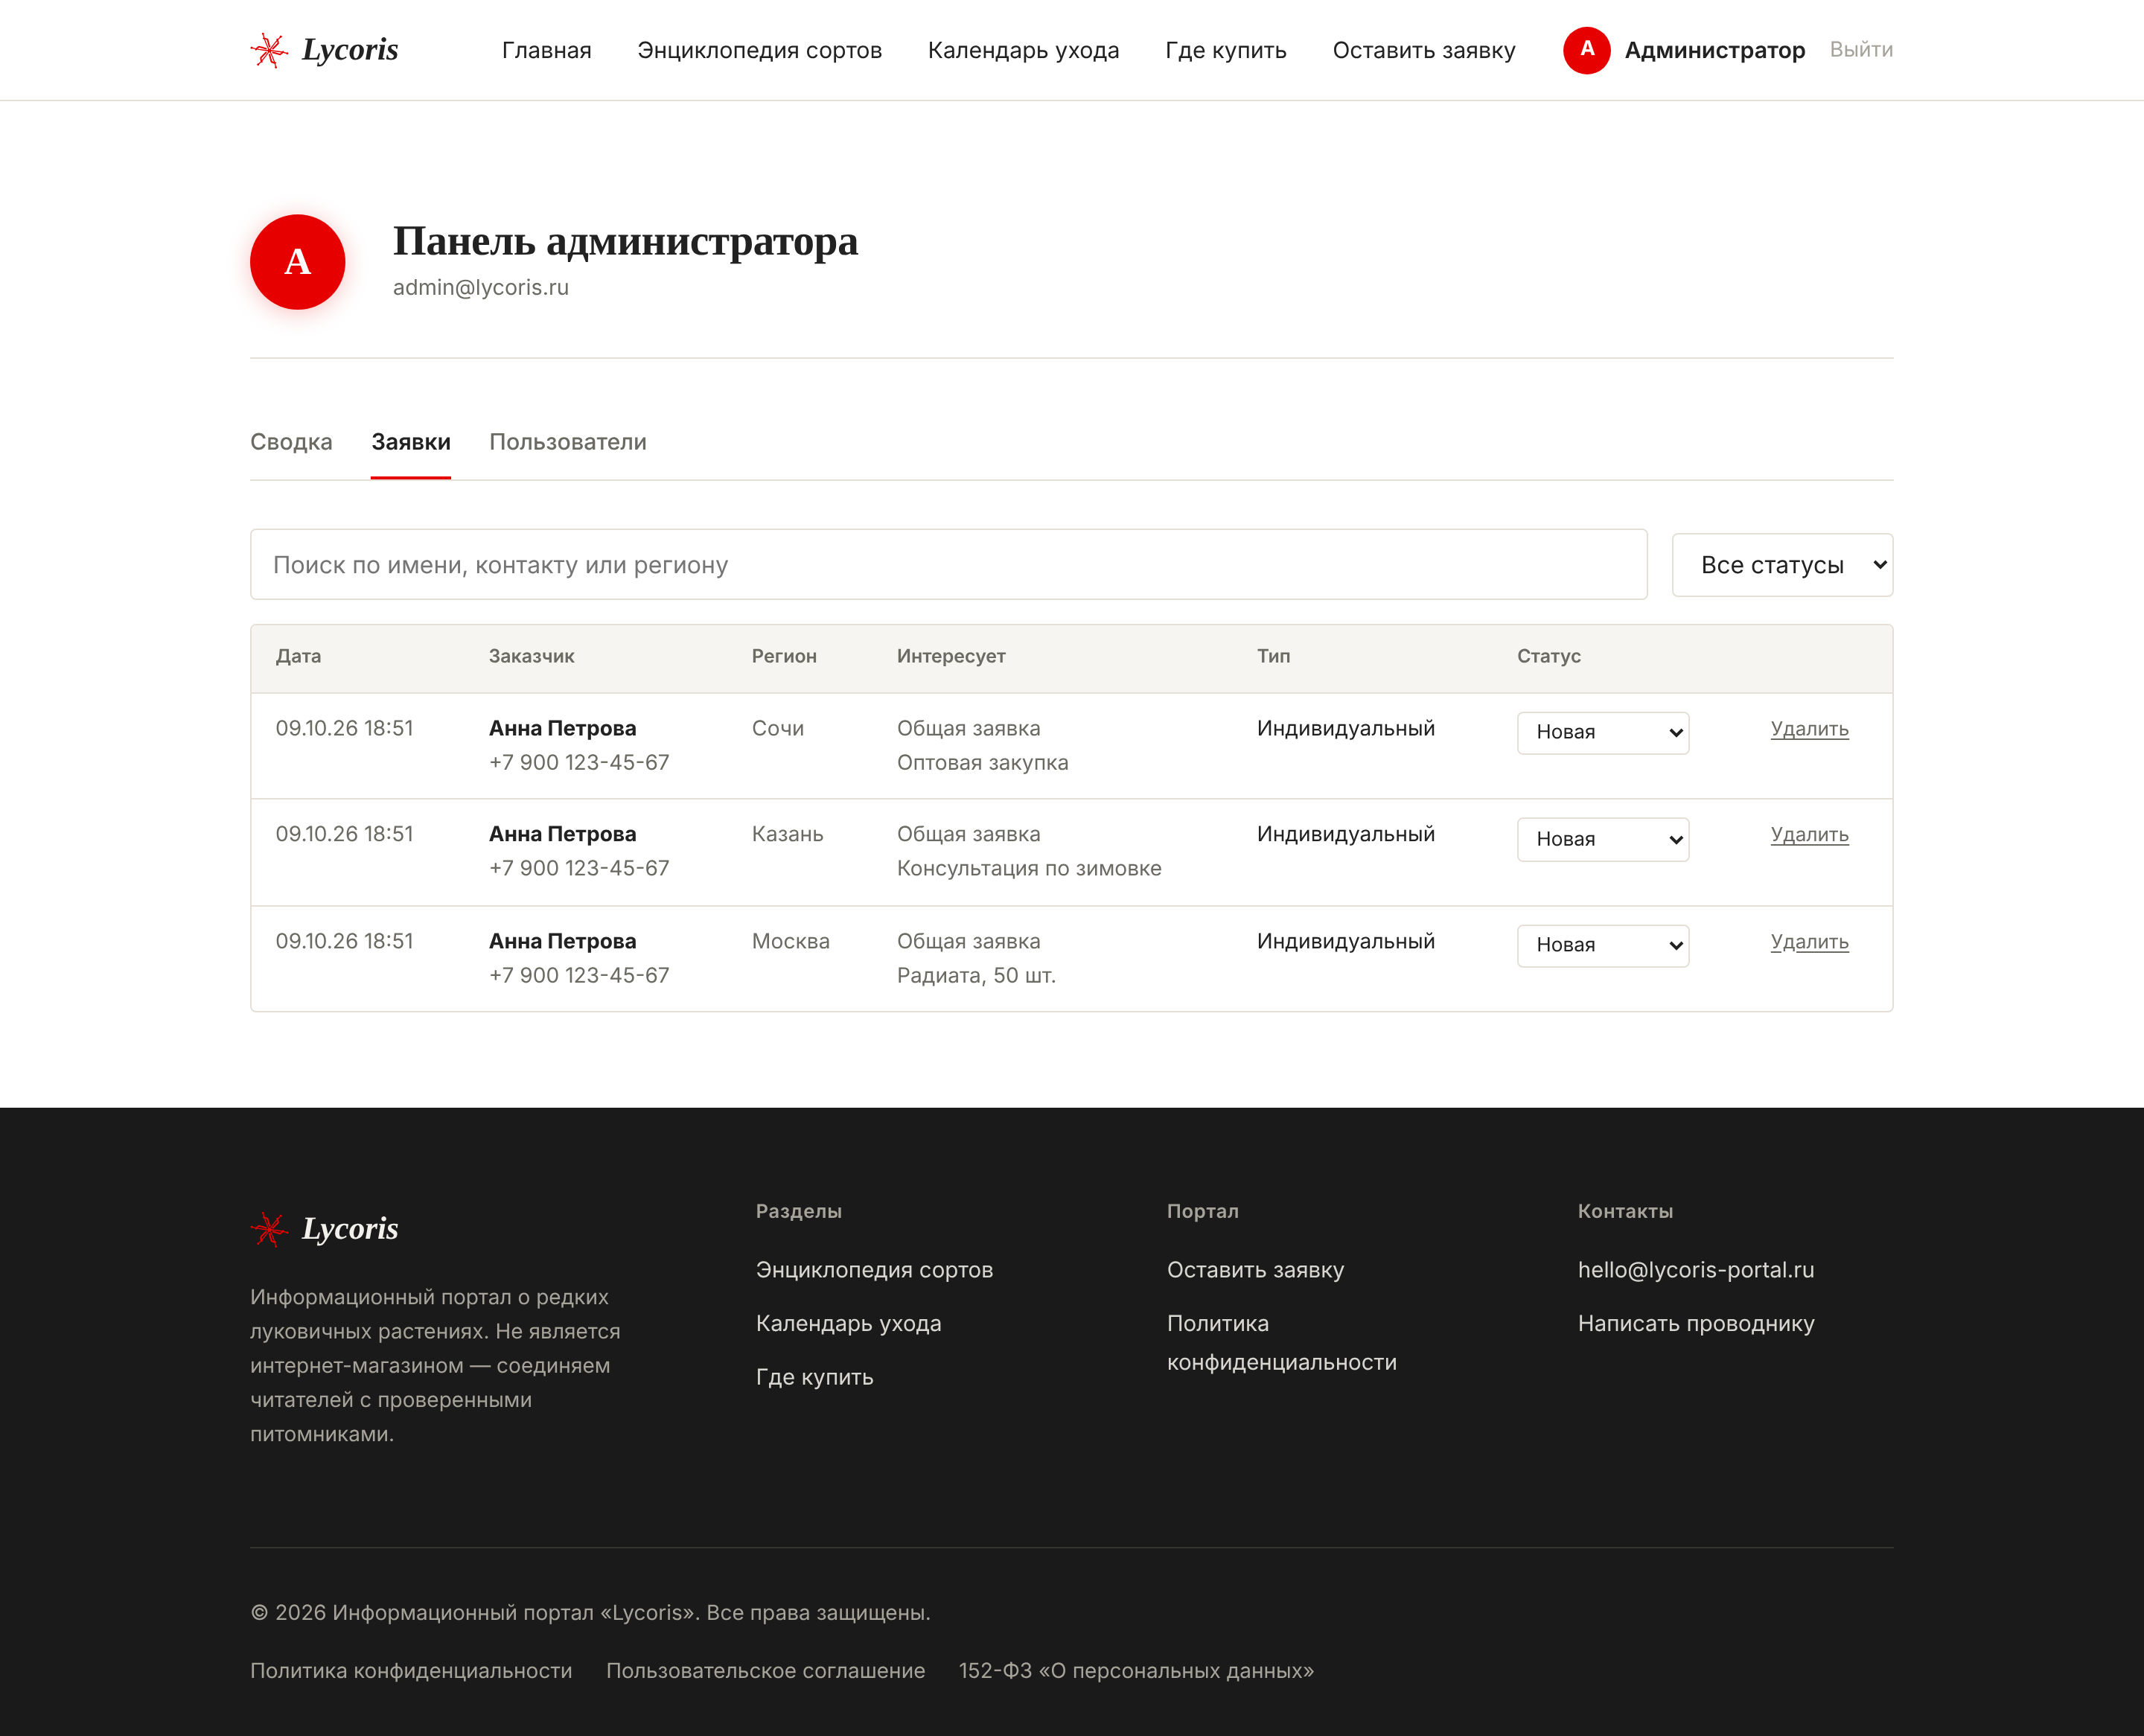 Lycoris
Главная
Энциклопедия сортов
Календарь ухода
Где купить
Оставить заявку
А
Администратор
Выйти
А
Панель администратора
admin@lycoris.ru
Сводка
Заявки
Пользователи
Поиск по имени, контакту или региону
Все статусы
Дата
Заказчик
Регион
Интересует
Тип
Статус
09.10.26 18:51
Анна Петрова
+7 900 123-45-67
Сочи
Общая заявка
Оптовая закупка
Индивидуальный
Новая
Удалить
09.10.26 18:51
Анна Петрова
+7 900 123-45-67
Казань
Общая заявка
Консультация по зимовке
Индивидуальный
Новая
Удалить
09.10.26 18:51
Анна Петрова
+7 900 123-45-67
Москва
Общая заявка
Радиата, 50 шт.
Индивидуальный
Новая
Удалить
Lycoris
Информационный портал о редких
луковичных растениях. Не является
интернет-магазином — соединяем
читателей с проверенными
питомниками.
Разделы
Энциклопедия сортов
Календарь ухода
Где купить
Портал
Оставить заявку
Политика
конфиденциальности
Контакты
hello@lycoris-portal.ru
Написать проводнику
© 2026 Информационный портал «Lycoris». Все права защищены.
Политика конфиденциальности
Пользовательское соглашение
152-ФЗ «О персональных данных»